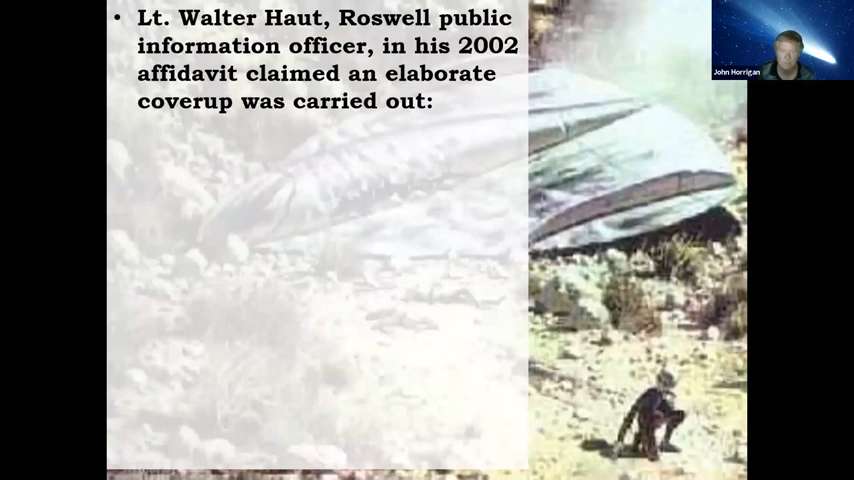 • Lt. Walter Haut, Roswell public
information officer, in his 2002
affidavit claimed an elaborate
coverup was carried out:
John Horrigan